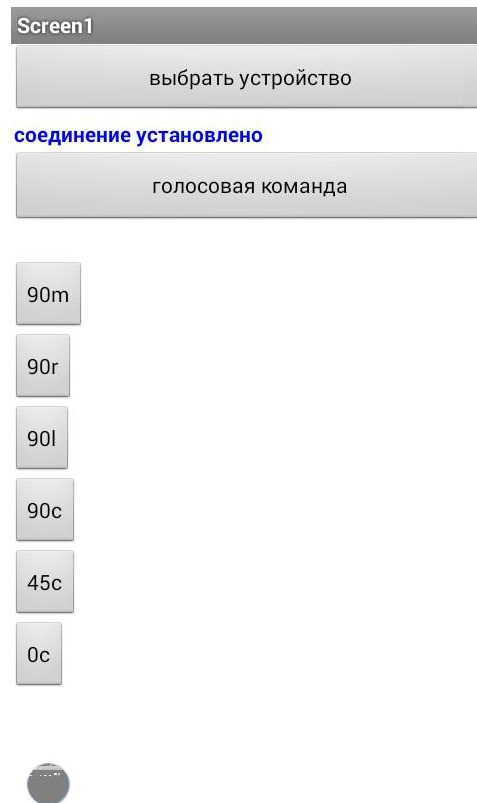 Screen1
выбрать устройство
соединение установлено
голосовая команда
90m
90r
90l
90c
45c
0c